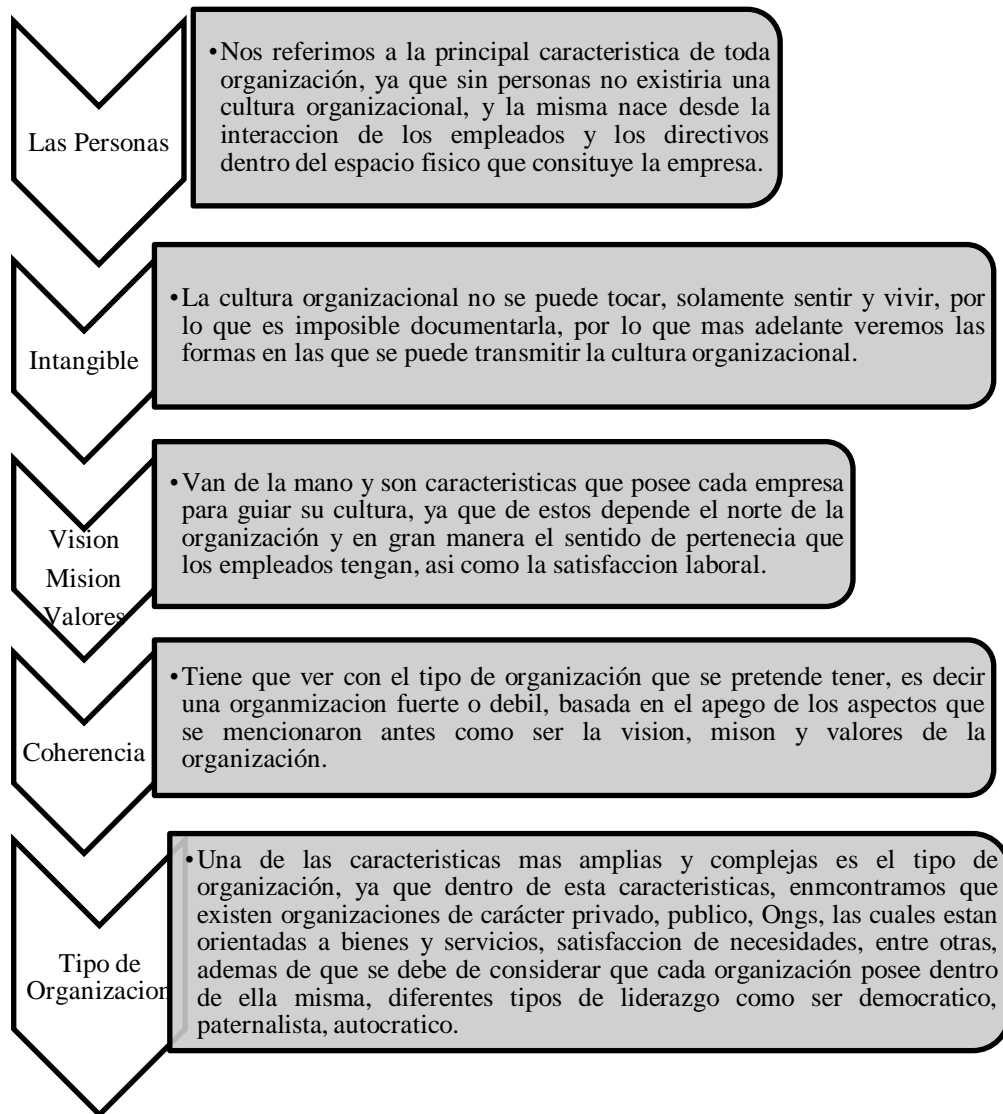 Las Personas
•Nos referimos a la principal caracteristica de toda
organización, ya que sin personas no existiria una
cultura organizacional, y la misma nace desde la
interaccion de los empleados y los directivos
dentro del espacio fisico que consituye la empresa.
Intangible
•La cultura organizacional no se puede tocar, solamente sentir y vivir, por
lo que es imposible documentarla, por lo que mas adelante veremos las
formas en las que se puede transmitir la cultura organizacional.
Vision
Mision
Valores
•Van de la mano y son caracteristicas que posee cada empresa
para guiar su cultura, ya que de estos depende el norte de la
organización y en gran manera el sentido de pertenecia que
los empleados tengan, asi como la satisfaccion laboral.
Coherencia
•Tiene que ver con el tipo de organización que se pretende tener, es decir
una organmizacion fuerte o debil, basada en el apego de los aspectos que
se mencionaron antes como ser la vision, mison y valores de la
organización.
Tipo de
Organizacion
•Una de las caracteristicas mas amplias y complejas es el tipo de
organización, ya que dentro de esta caracteristicas, enmcontramos que
existen organizaciones de carácter privado, publico, Ongs, las cuales estan
orientadas a bienes y servicios, satisfaccion de necesidades, entre otras,
ademas de que se debe de considerar que cada organización posee dentro
de ella misma, diferentes tipos de liderazgo como ser democratico,
paternalista, autocratico.